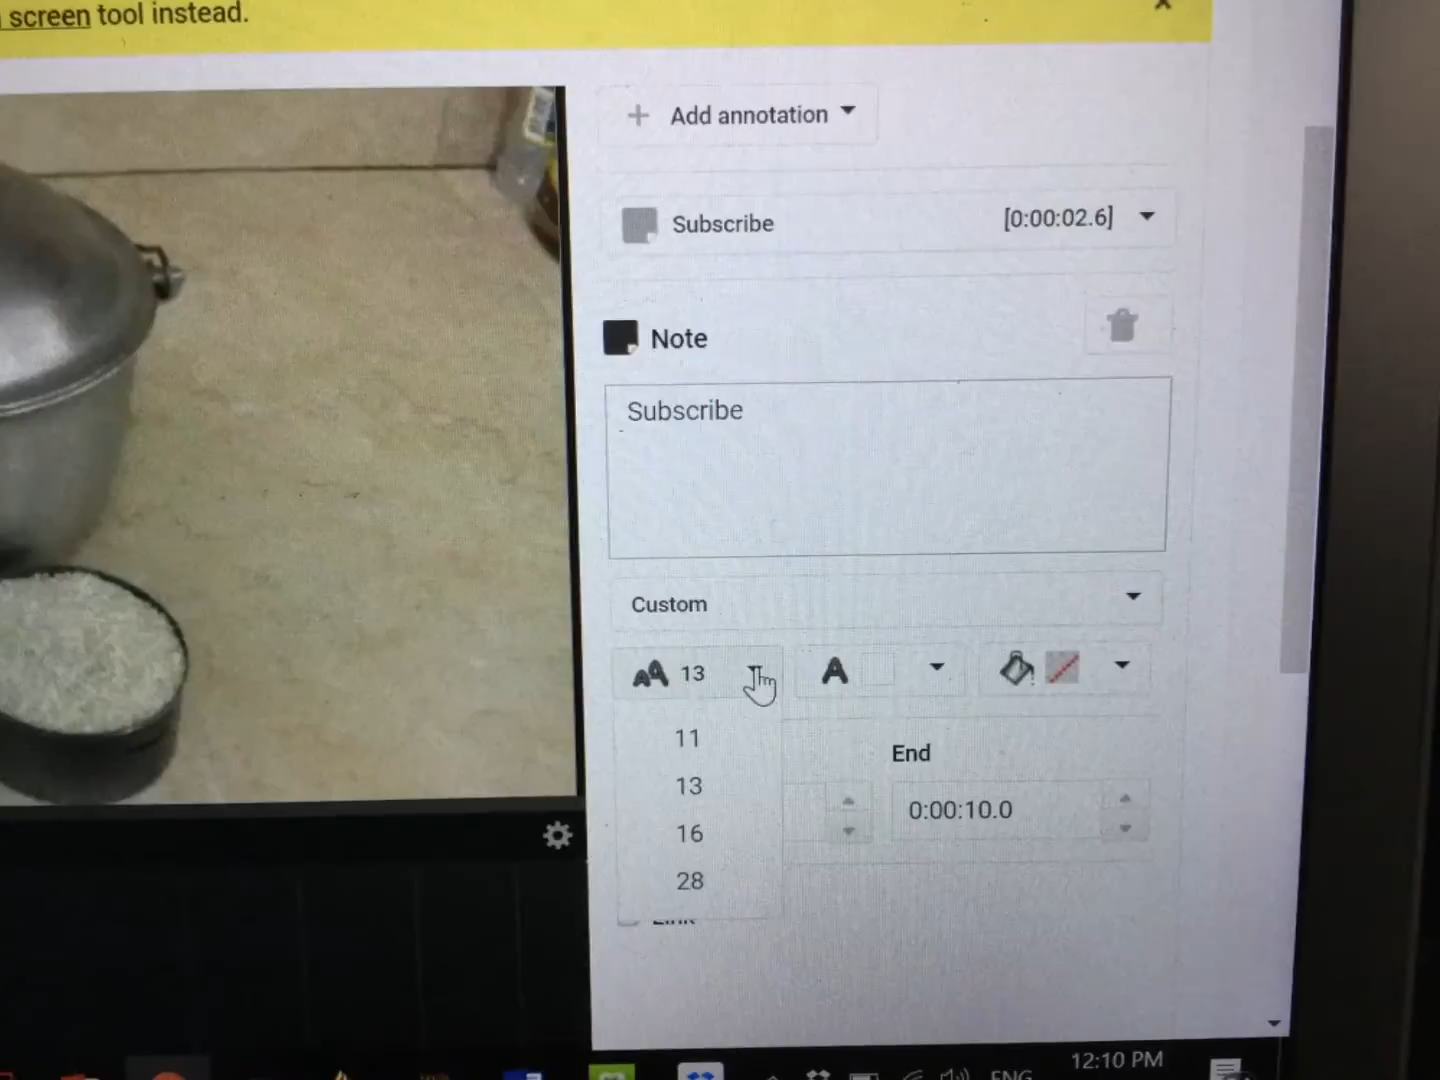 screen tool instead.
Add annotation
Subscribe [0:00:02.6]
Note
Subscribe
Custom
13
11
13
16
28
End
0:00:10.0
12:10 PM
ENG